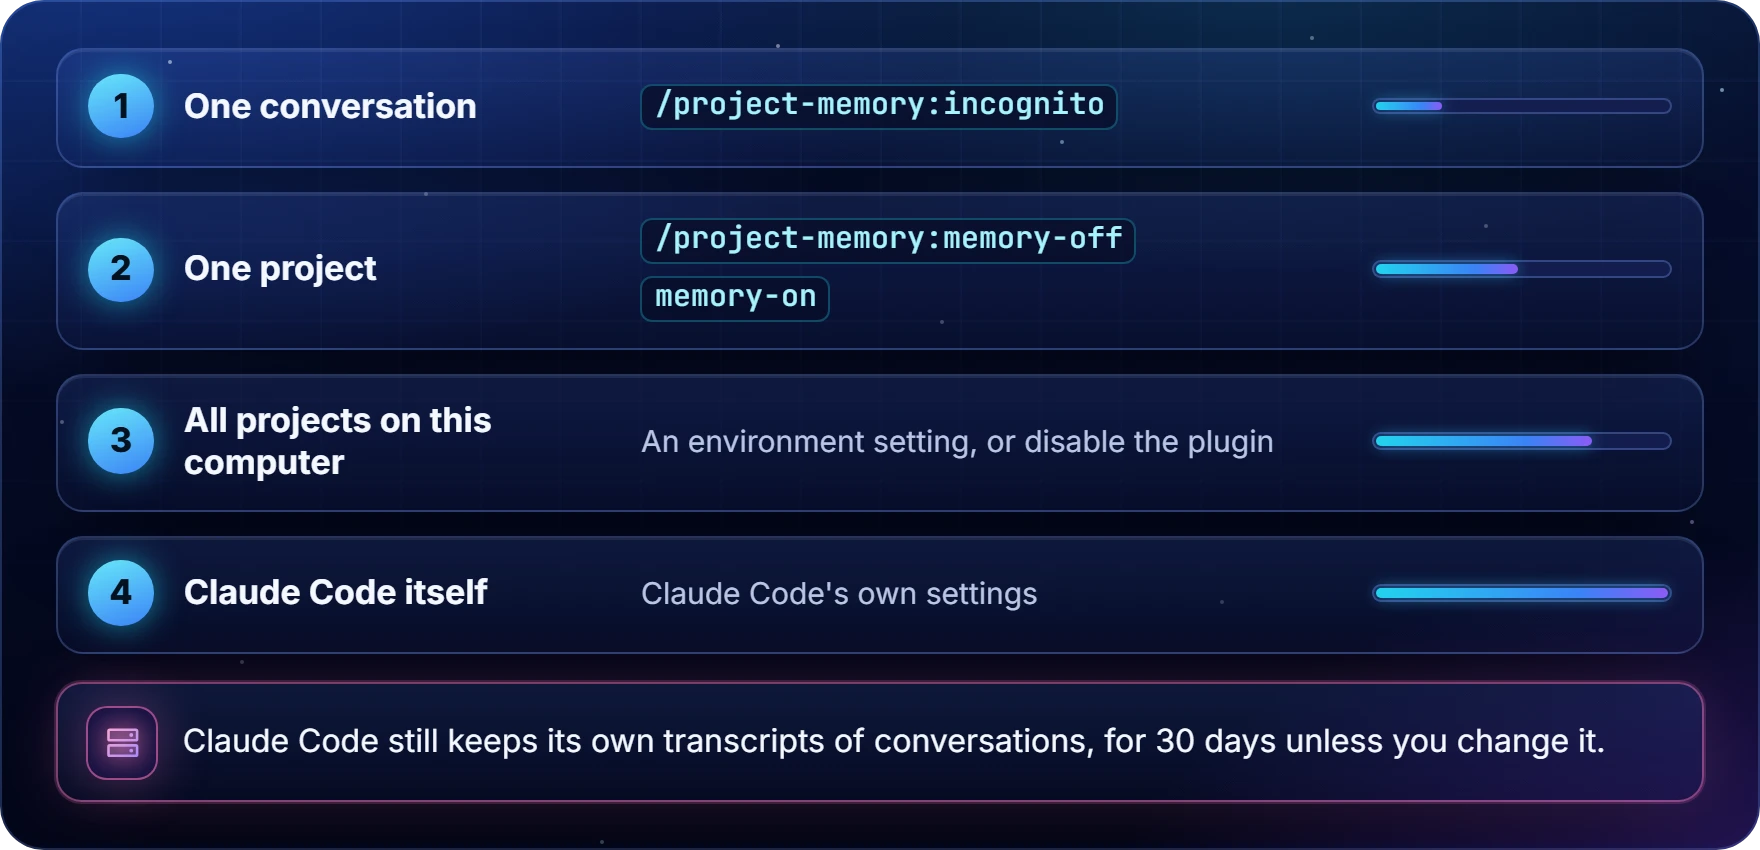 1
One conversation
/project-memory:incognito
2
One project
/project-memory:memory-off
memory-on
3
All projects on this
computer
An environment setting, or disable the plugin
4
Claude Code itself
Claude Code's own settings
Claude Code still keeps its own transcripts of conversations, for 30 days unless you change it.